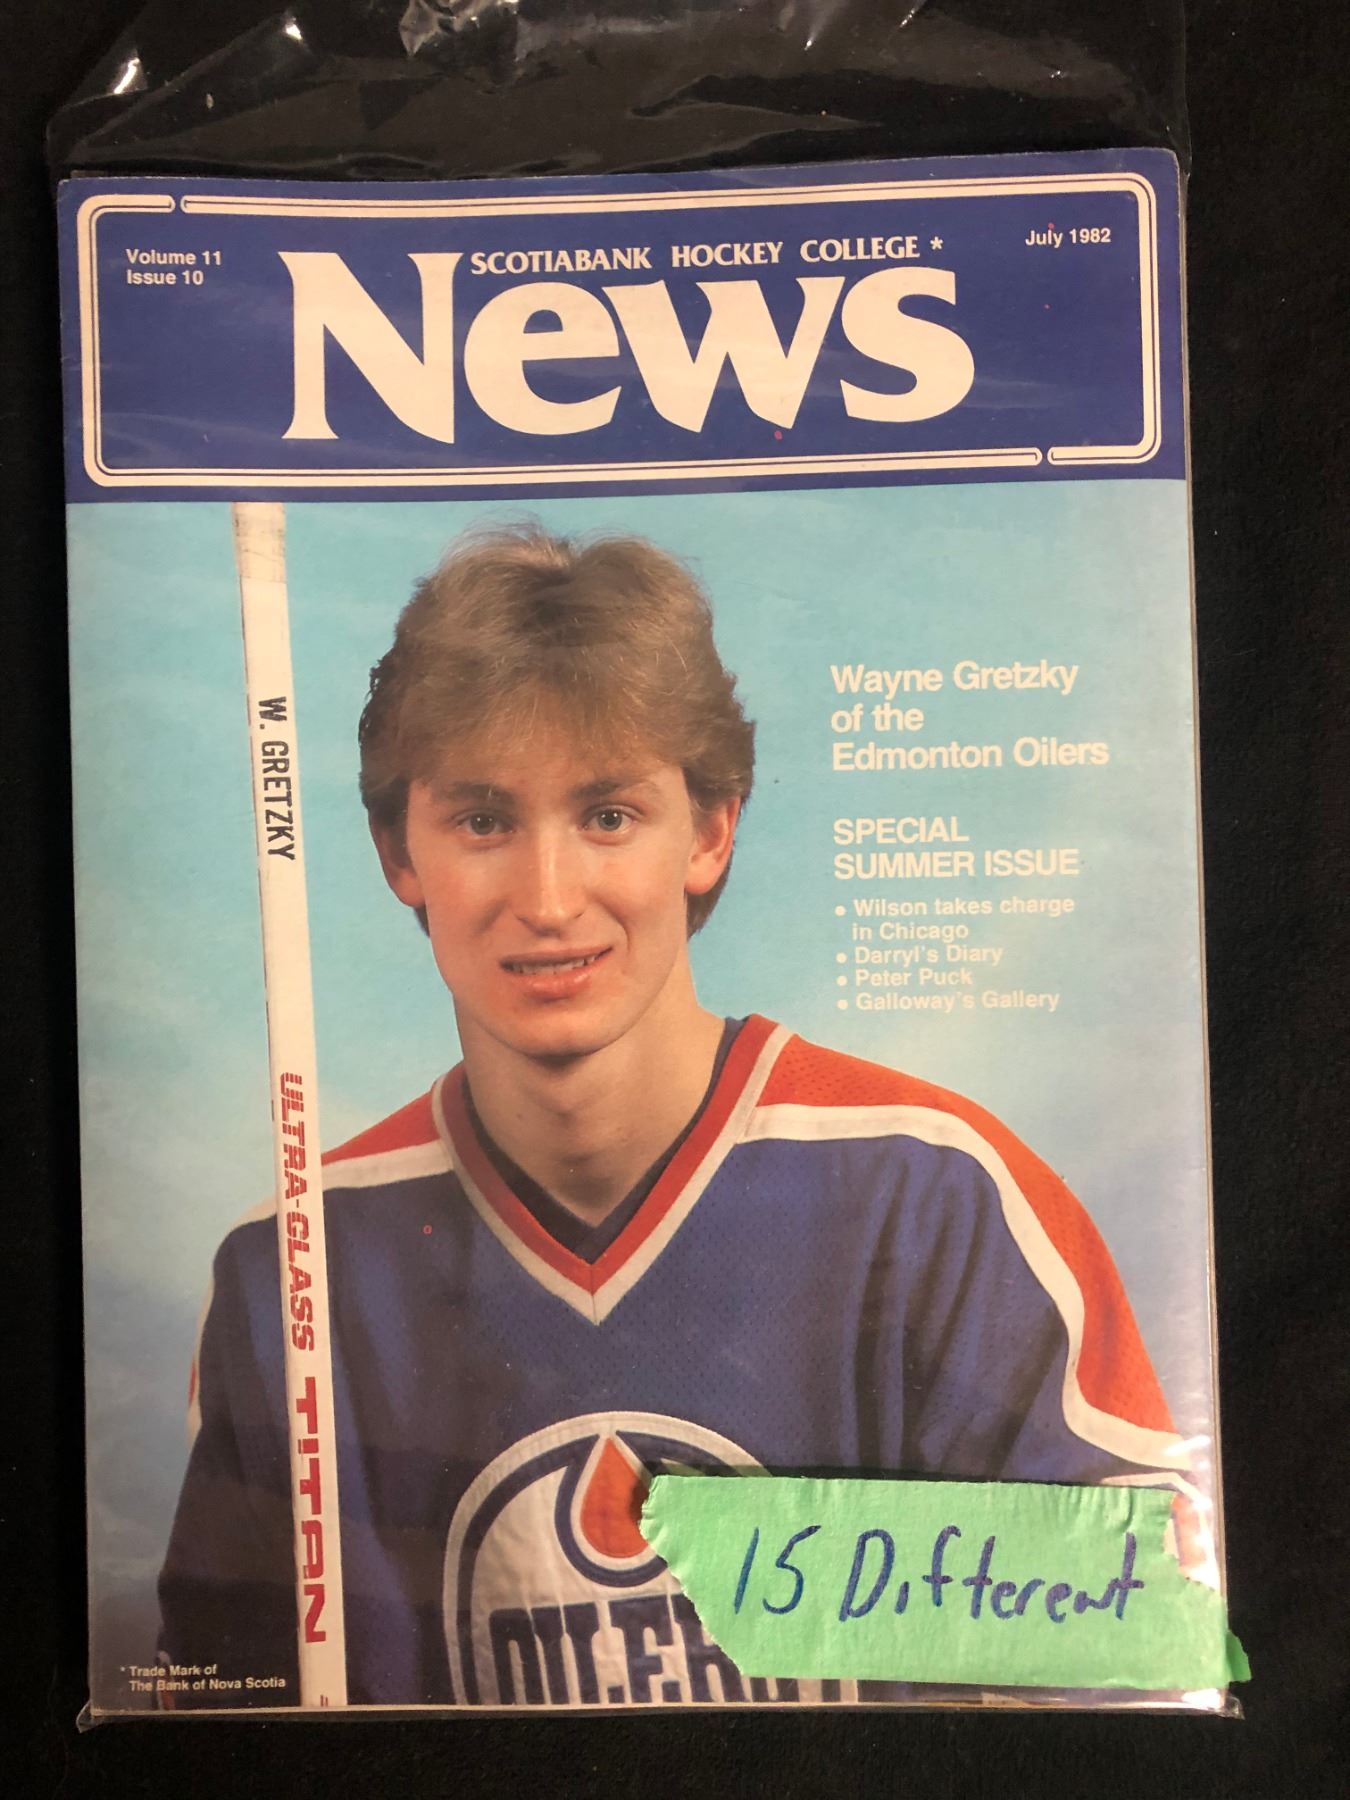 Volume 11
Issue 10
SCOTIABANK HOCKEY COLLEGE *
News
July 1982
Wayne Gretzky
of the
Edmonton Oilers
SPECIAL
SUMMER ISSUE
• Wilson takes charge
in Chicago
• Darryl's Diary
• Peter Puck
• Galloway's Gallery
W. GRETZKY
ULTRA-GLASS TITAN
OILER
15 Different
* Trade Mark of
The Bank of Nova Scotia